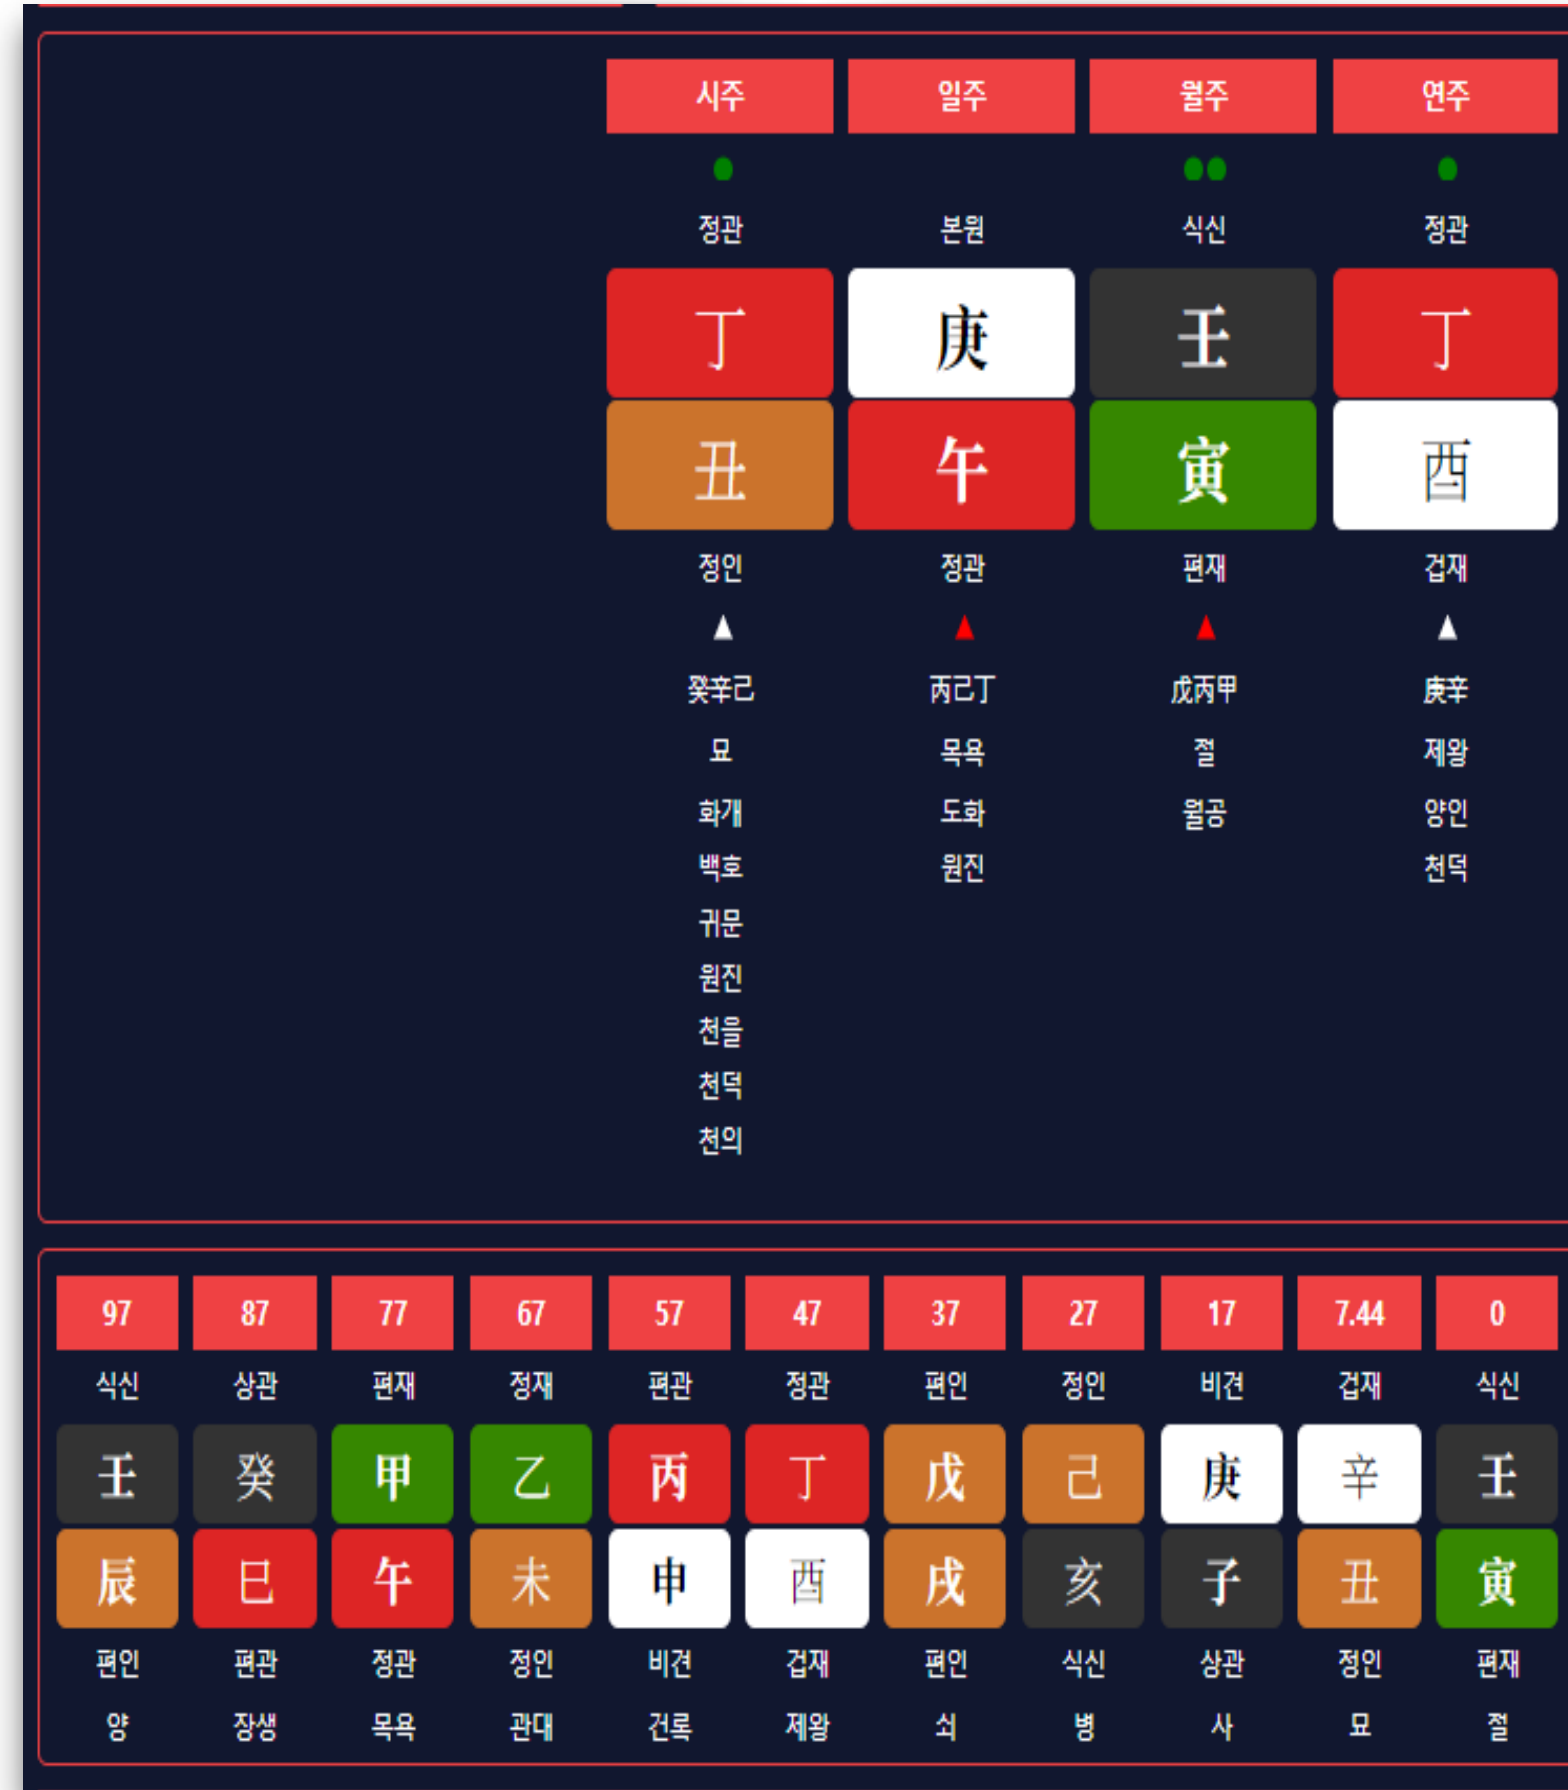 시주 일주 월주 연주
정관 본원 식신 정관
丁 庚 壬 丁
丑 午 寅 酉
정인 정관 편재 겁재
癸辛己 丙己丁 戊丙甲 庚辛
묘 목욕 절 제왕
화개 도화 월공 양인
백호 원진 천덕
귀문
원진
천을
천덕
천의
97 87 77 67 57 47 37 27 17 7.44 0
식신 상관 편재 정재 편관 정관 편인 정인 비견 겁재 식신
壬 癸 甲 乙 丙 丁 戊 己 庚 辛 壬
辰 巳 午 未 申 酉 戌 亥 子 丑 寅
편인 편관 정관 정인 비견 겁재 편인 식신 상관 정인 편재
양 장생 목욕 관대 건록 제왕 쇠 병 사 묘 절